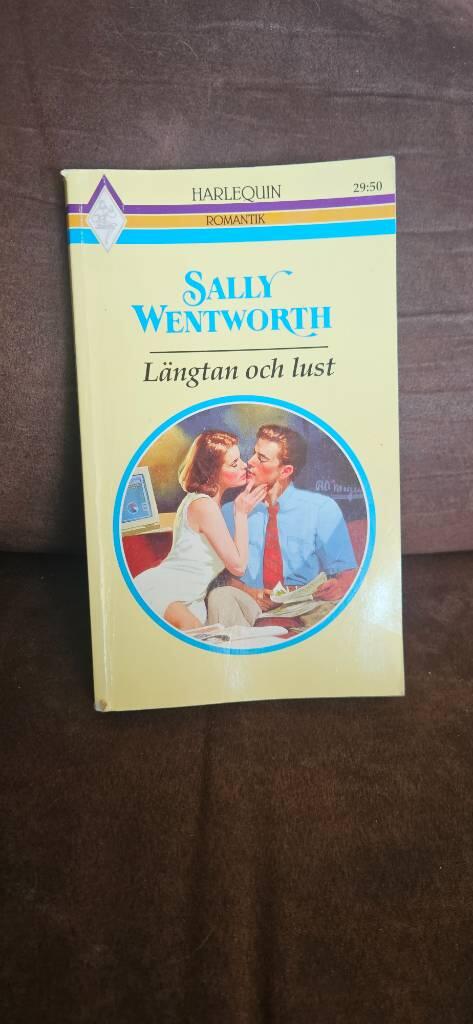 HARLEQUIN
29:50
ROMANTIK
SALLY
WENTWORTH
Längtan och lust